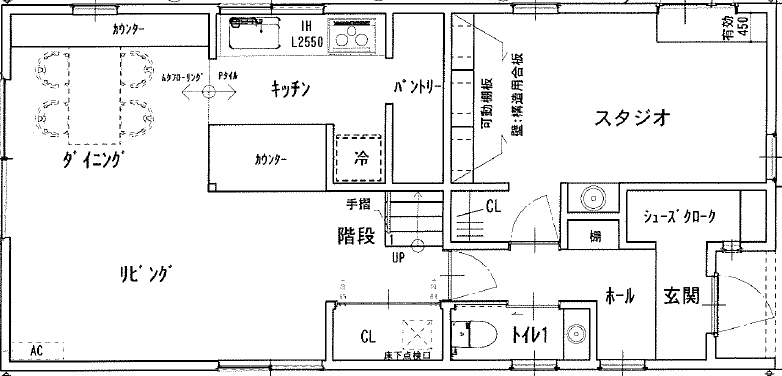 カウンター
IH
L2550
有効
450
ムクフローリング
Pタイル
キッチン
パントリー
可動棚板
壁:構造用合板
スタジオ
ダイニング
カウンター
冷
手摺
CL
シューズクローク
階段
1
UP
棚
リビング
ホール
玄関
CL
トイレ1
AC
床下点検口